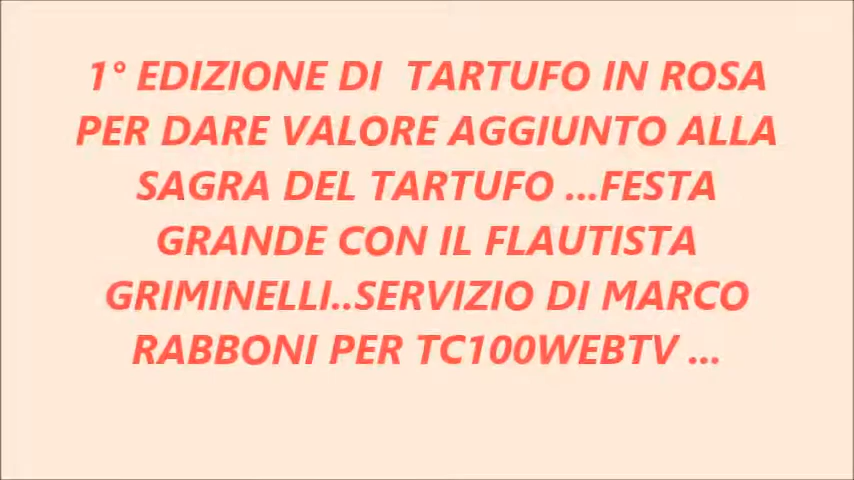 1° EDIZIONE DI TARTUFO IN ROSA
PER DARE VALORE AGGIUNTO ALLA
SAGRA DEL TARTUFO ...FESTA
GRANDE CON IL FLAUTISTA
GRIMINELLI..SERVIZIO DI MARCO
RABBONI PER TC100WEBTV ...